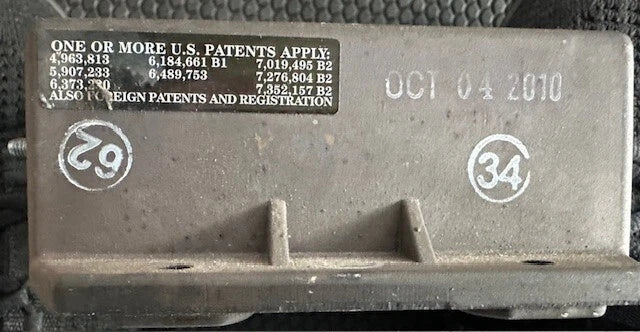 ONE OR MORE U.S. PATENTS APPLY:
4,963,813 6,184,661 B1 7,019,495 B2
5,907,233 6,489,753 7,276,804 B2
7,352,157 B2
ALSO FOREIGN PATENTS AND REGISTRATION
OCT 04 2010
62
34